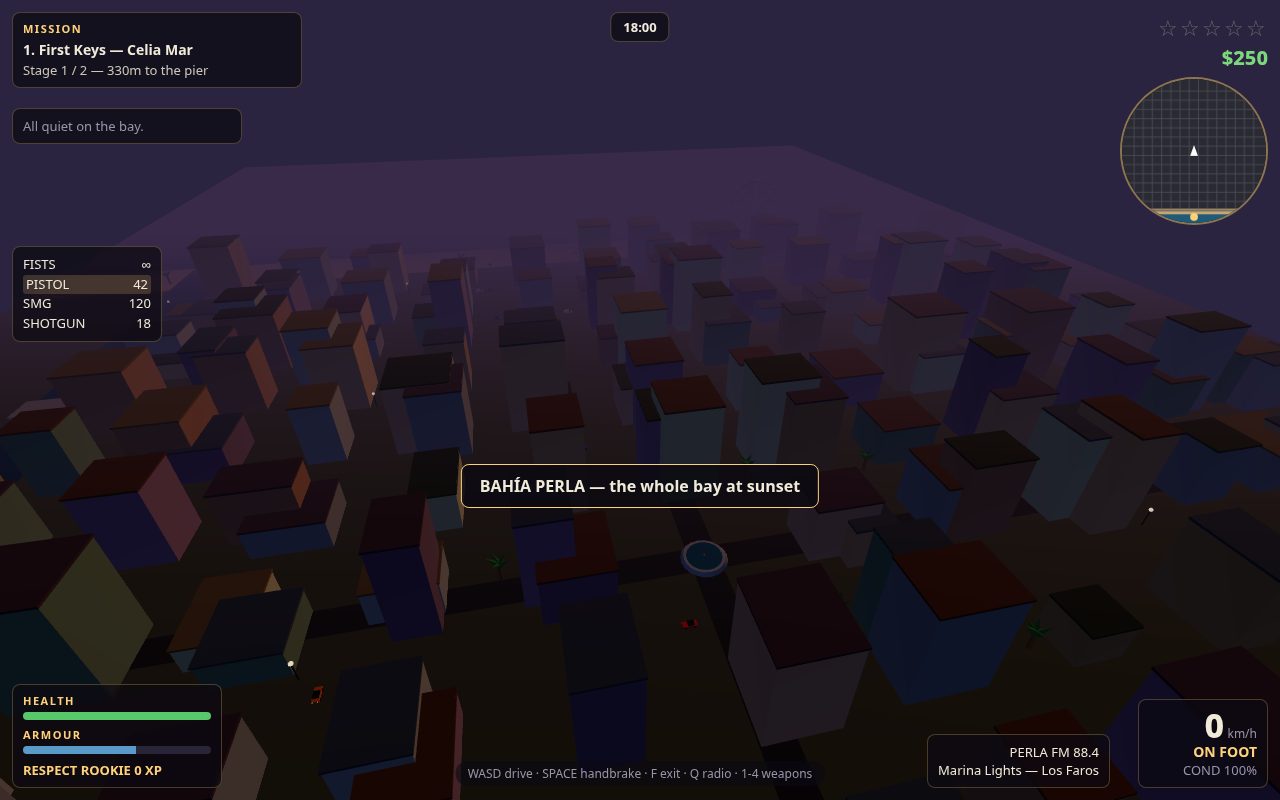 MISSION
1. First Keys — Celia Mar
Stage 1 / 2 — 330m to the pier
18:00
☆☆☆☆☆
$250
All quiet on the bay.
FISTS ∞
PISTOL 42
SMG 120
SHOTGUN 18
BAHÍA PERLA — the whole bay at sunset
HEALTH
ARMOUR
RESPECT ROOKIE 0 XP
WASD drive · SPACE handbrake · F exit · Q radio · 1-4 weapons
PERLA FM 88.4
Marina Lights — Los Faros
0 km/h
ON FOOT
COND 100%